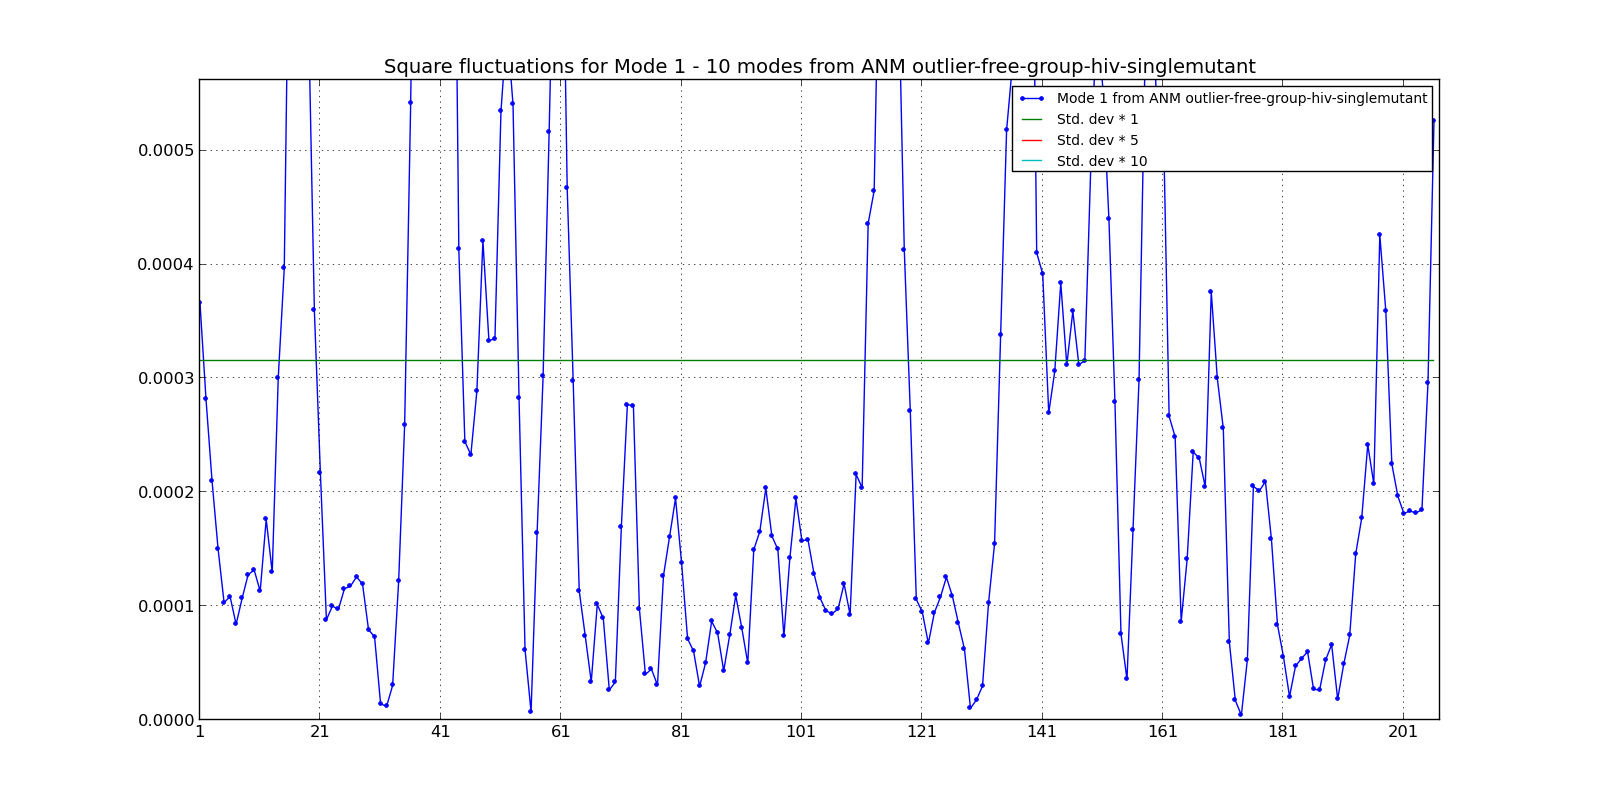 Square fluctuations for Mode 1 - 10 modes from ANM outlier-free-group-hiv-singlemutant
Mode 1 from ANM outlier-free-group-hiv-singlemutant
Std. dev * 1
Std. dev * 5
Std. dev * 10
0.0005
0.0004
0.0003
0.0002
0.0001
0.0000
1 21 41 61 81 101 121 141 161 181 201